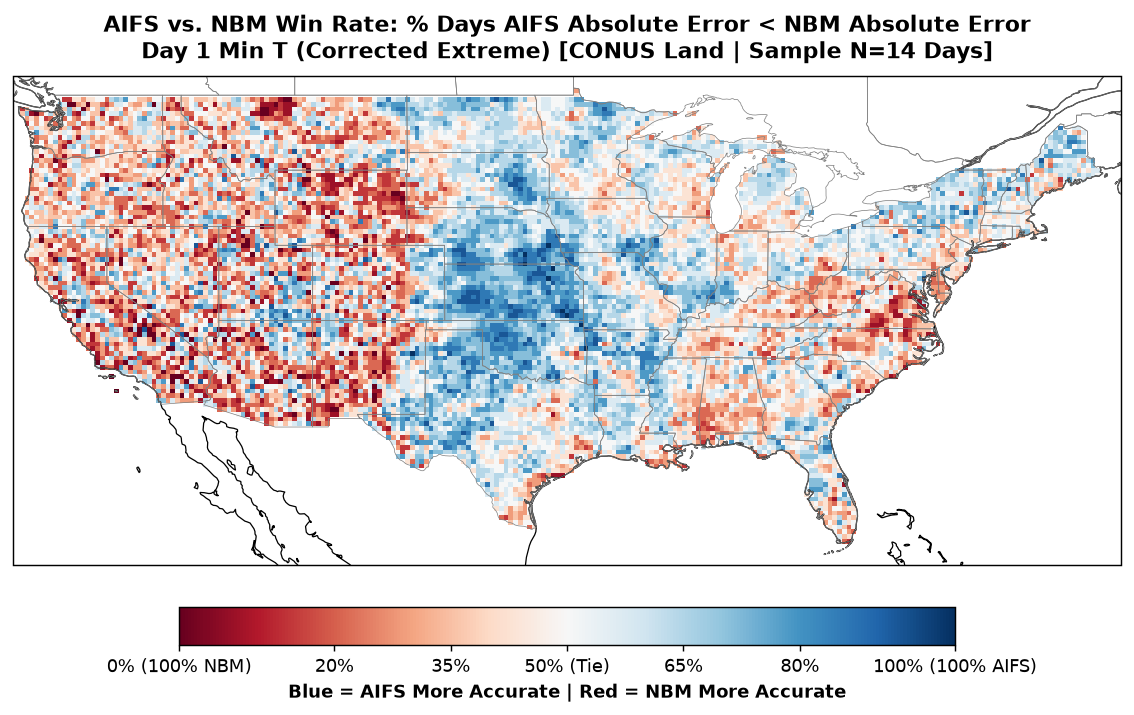 AIFS vs. NBM Win Rate: % Days AIFS Absolute Error < NBM Absolute Error
Day 1 Min T (Corrected Extreme) [CONUS Land | Sample N=14 Days]
0% (100% NBM) 20% 35% 50% (Tie) 65% 80% 100% (100% AIFS)
Blue = AIFS More Accurate | Red = NBM More Accurate